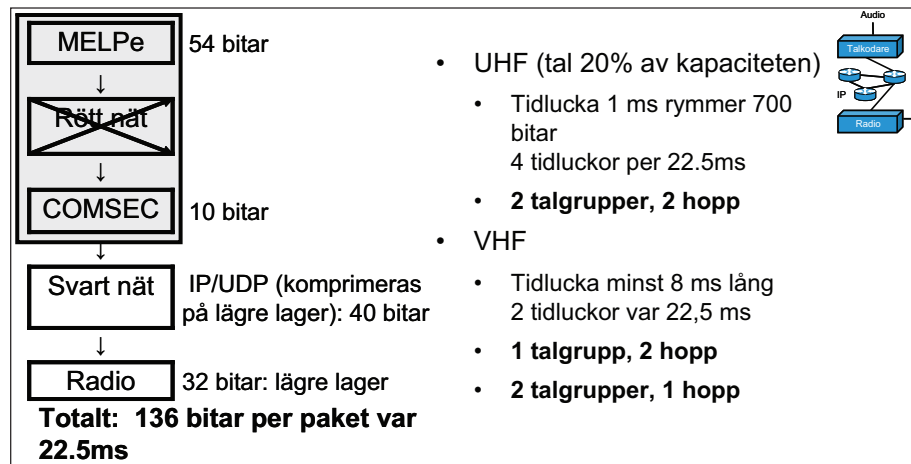 MELPe
54 bitar
↓
Rött nät
↓
COMSEC
10 bitar
↓
Svart nät
IP/UDP (komprimeras
på lägre lager): 40 bitar
↓
Radio
32 bitar: lägre lager
Totalt: 136 bitar per paket var
22.5ms
• UHF (tal 20% av kapaciteten)
• Tidlucka 1 ms rymmer 700
bitar
4 tidluckor per 22.5ms
• 2 talgrupper, 2 hopp
• VHF
• Tidlucka minst 8 ms lång
2 tidluckor var 22,5 ms
• 1 talgrupp, 2 hopp
• 2 talgrupper, 1 hopp
Audio
Talkodare
IP
Radio